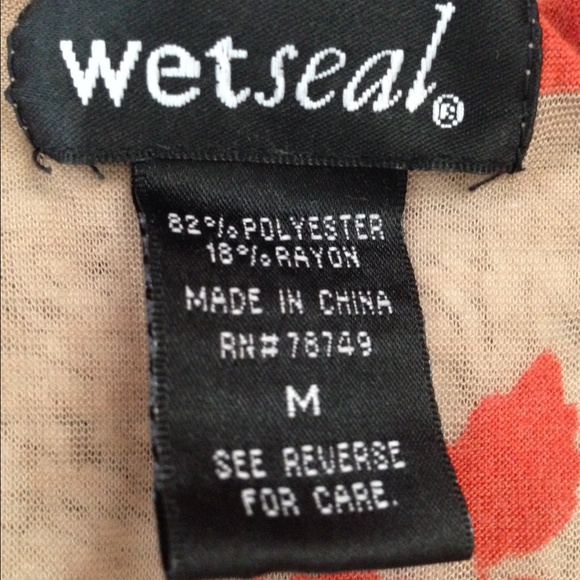 wetseal®
82% POLYESTER
18% RAYON
MADE IN CHINA
RN# 78749
M
SEE REVERSE
FOR CARE.